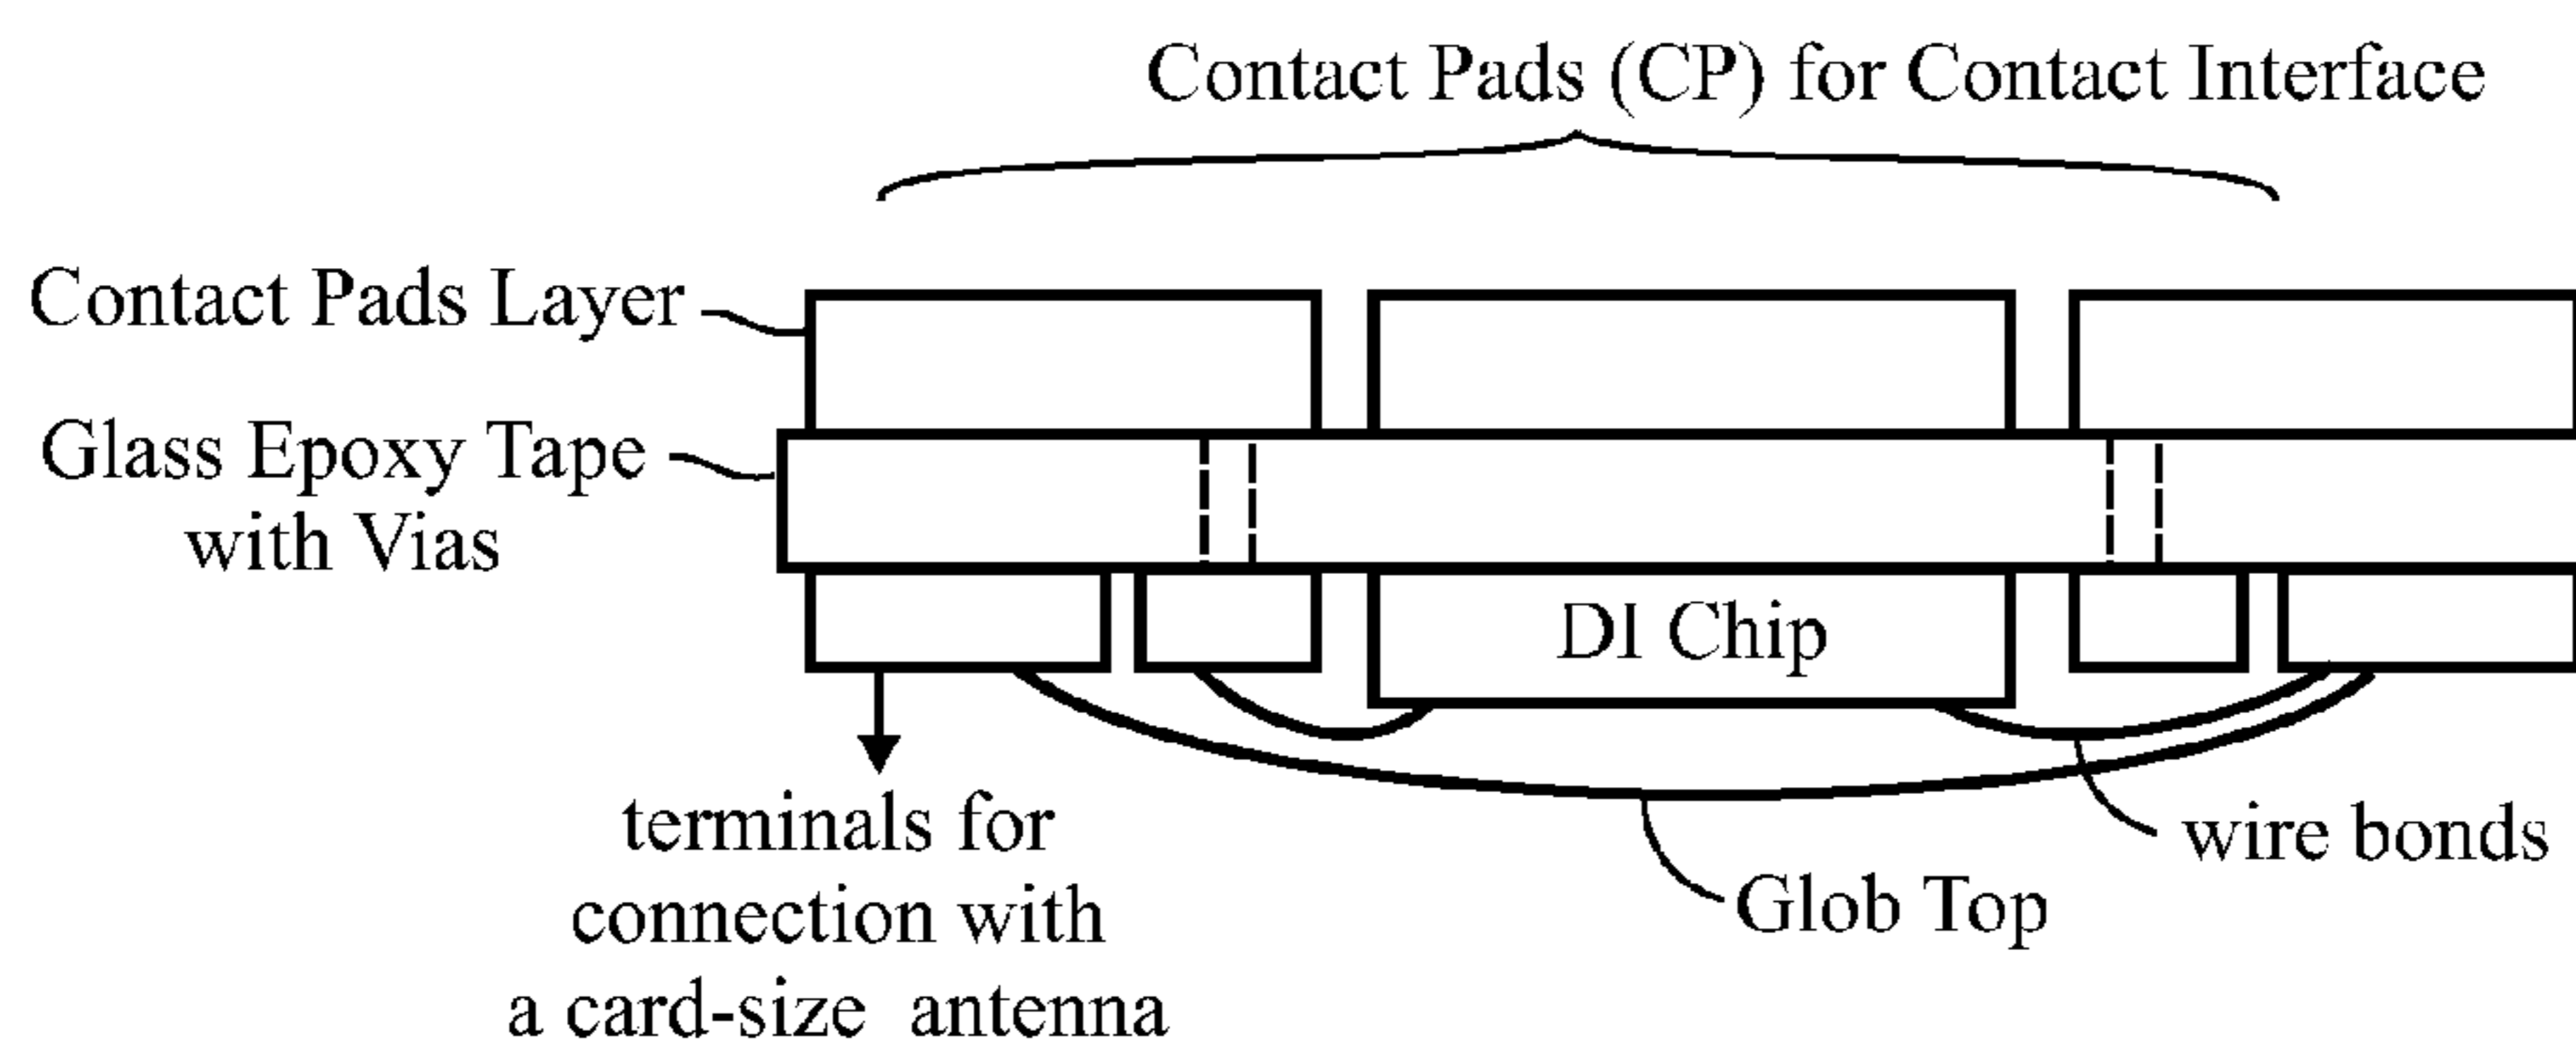 Contact Pads (CP) for Contact Interface
Contact Pads Layer
Glass Epoxy Tape
with Vias
DI Chip
terminals for
connection with
a card-size antenna
wire bonds
Glob Top